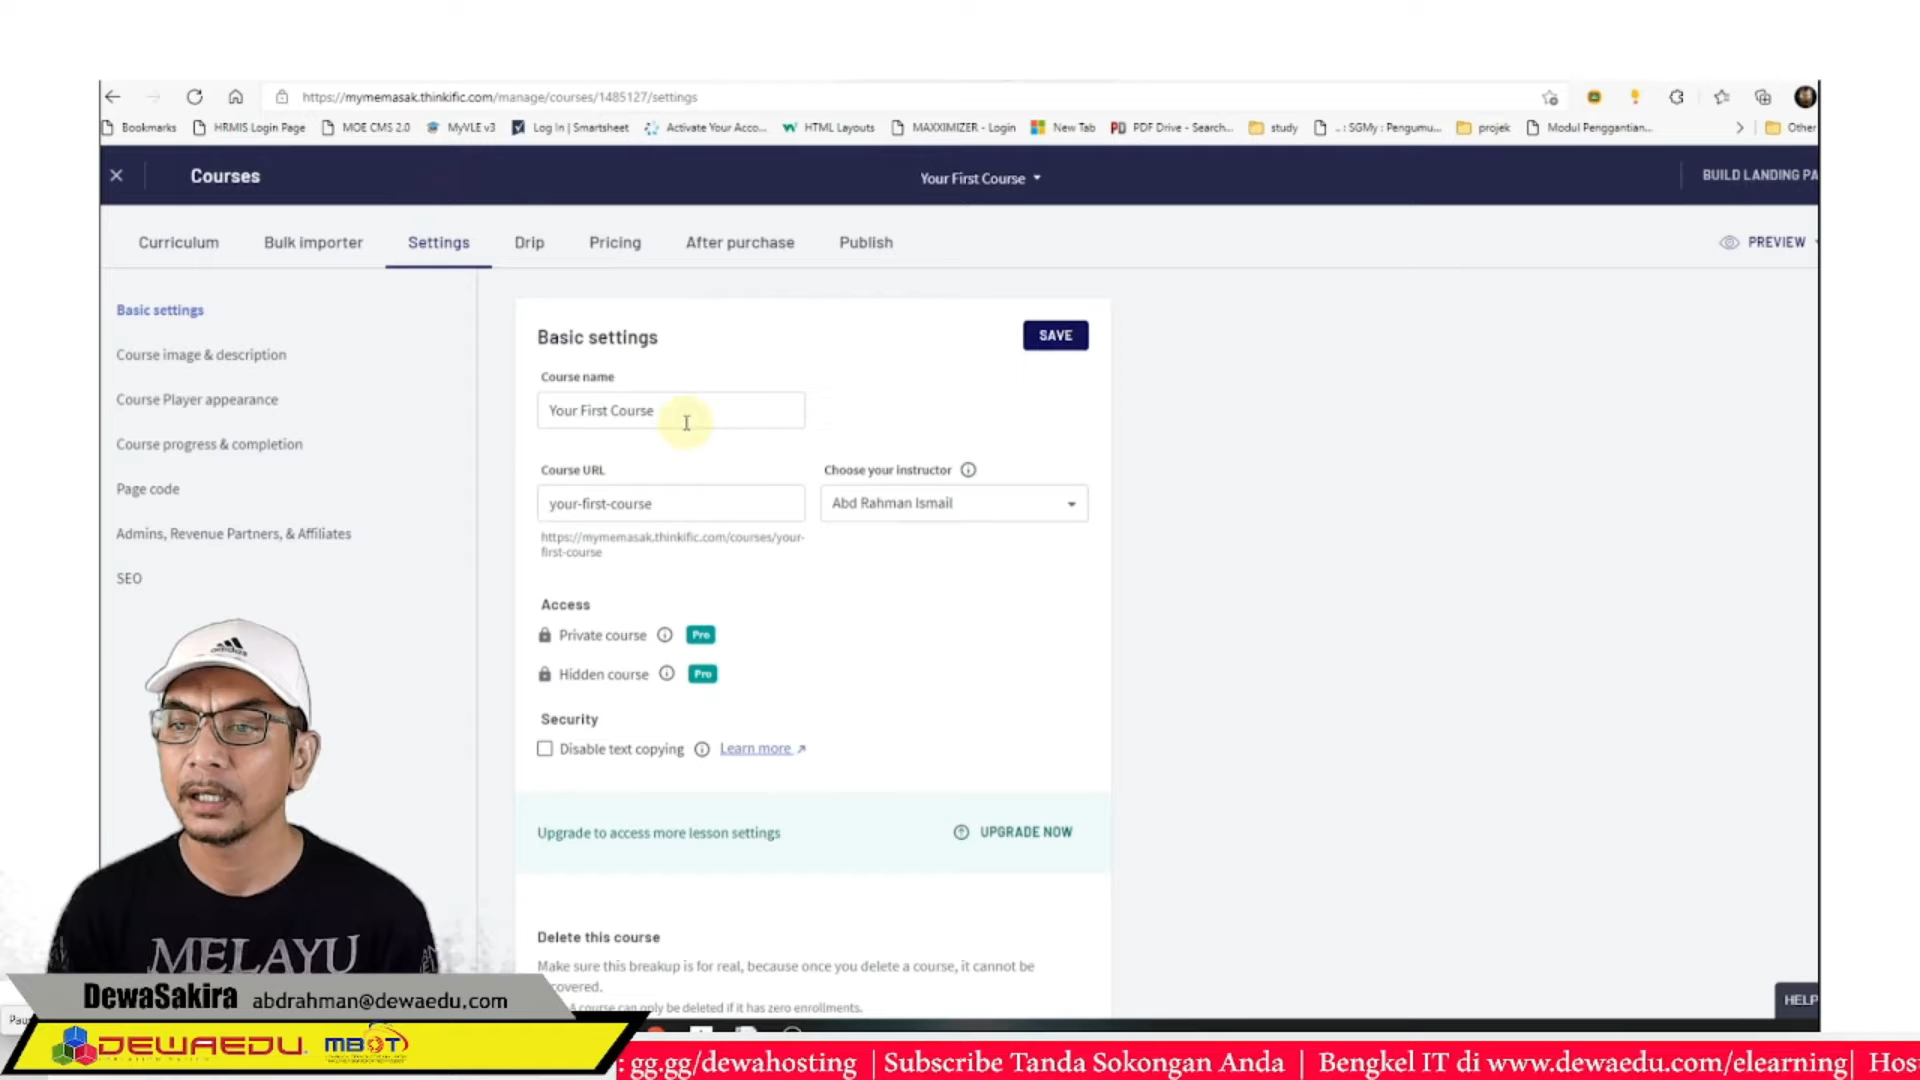 https://mymemasak.thinkific.com/manage/courses/1485127/settings
Bookmarks HRMIS Login Page MOE CMS 2.0 MyVLE v3 Log In | Smartsheet Activate Your Acco... HTML Layouts MAXXIMIZER - Login New Tab PDF Drive - Search... study ..: SGMy : Pengumu... projek Modul Penggantian... Other
Courses
Your First Course
BUILD LANDING PA
Curriculum Bulk importer Settings Drip Pricing After purchase Publish
PREVIEW
Basic settings
Course image & description
Course Player appearance
Course progress & completion
Page code
Admins, Revenue Partners, & Affiliates
SEO
Basic settings
SAVE
Course name
Your First Course
Course URL
your-first-course
https://mymemasak.thinkific.com/courses/your-
first-course
Choose your instructor
Abd Rahman Ismail
Access
Private course Pro
Hidden course Pro
Security
Disable text copying Learn more
Upgrade to access more lesson settings
UPGRADE NOW
Delete this course
Make sure this breakup is for real, because once you delete a course, it cannot be
covered.
A course can only be deleted if it has zero enrollments.
HELP
adidas
MELAYU
DewaSakira abdrahman@dewaedu.com
Pau
DEWAEDU. MBOT
: gg.gg/dewahosting | Subscribe Tanda Sokongan Anda | Bengkel IT di www.dewaedu.com/elearning| Hos